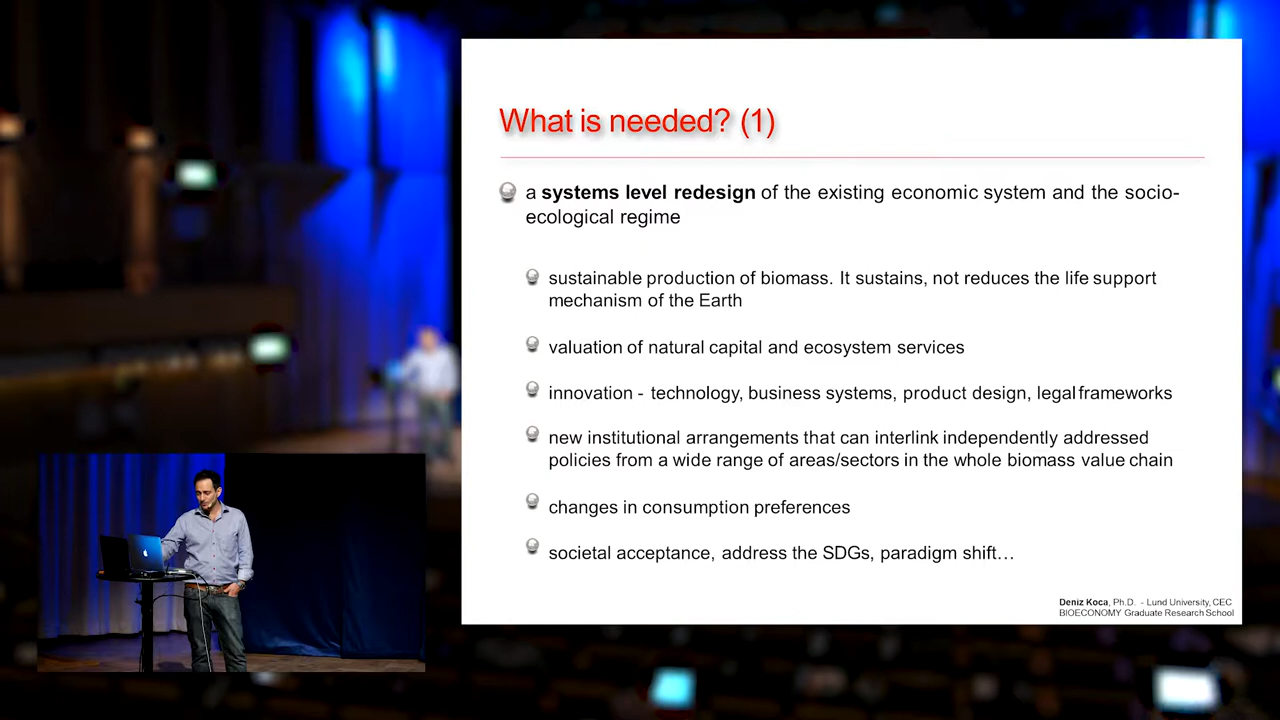 What is needed? (1)
a systems level redesign of the existing economic system and the socio-
ecological regime
sustainable production of biomass. It sustains, not reduces the life support
mechanism of the Earth
valuation of natural capital and ecosystem services
innovation - technology, business systems, product design, legal frameworks
new institutional arrangements that can interlink independently addressed
policies from a wide range of areas/sectors in the whole biomass value chain
changes in consumption preferences
societal acceptance, address the SDGs, paradigm shift...
Deniz Koca, Ph.D. - Lund University, CEC
BIOECONOMY Graduate Research School